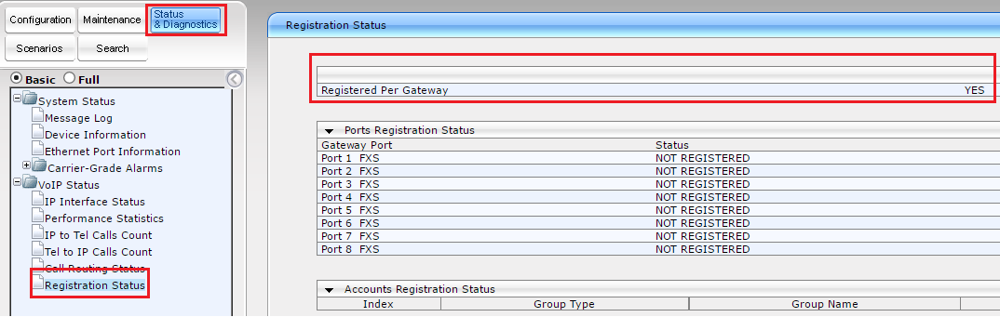 Configuration Maintenance Status & Diagnostics
Scenarios Search
Basic Full
System Status
Message Log
Device Information
Ethernet Port Information
Carrier-Grade Alarms
VoIP Status
IP Interface Status
Performance Statistics
IP to Tel Calls Count
Tel to IP Calls Count
Call Routing Status
Registration Status
Registration Status
Registered Per Gateway YES
Ports Registration Status
Gateway Port Status
Port 1 FXS NOT REGISTERED
Port 2 FXS NOT REGISTERED
Port 3 FXS NOT REGISTERED
Port 4 FXS NOT REGISTERED
Port 5 FXS NOT REGISTERED
Port 6 FXS NOT REGISTERED
Port 7 FXS NOT REGISTERED
Port 8 FXS NOT REGISTERED
Accounts Registration Status
Index Group Type Group Name